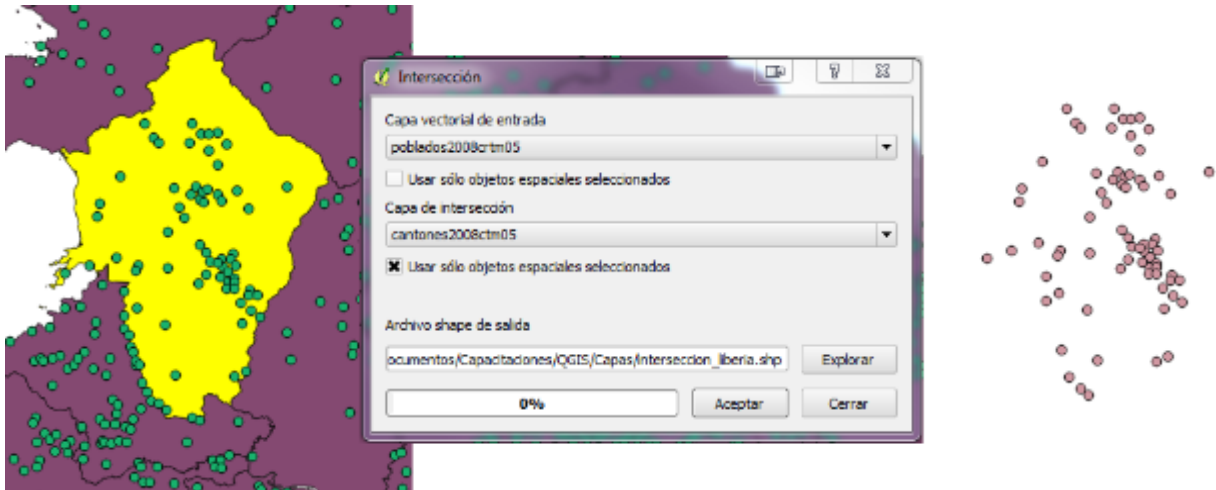 Intersección
Capa vectorial de entrada
poblados2008crtm05
Usar sólo objetos espaciales seleccionados
Capa de intersección
cantones2008ctm05
Usar sólo objetos espaciales seleccionados
Archivo shape de salida
ocumentos/Capacitaciones/QGIS/Capas/interseccion_liberia.shp
Explorar
0%
Aceptar
Cerrar